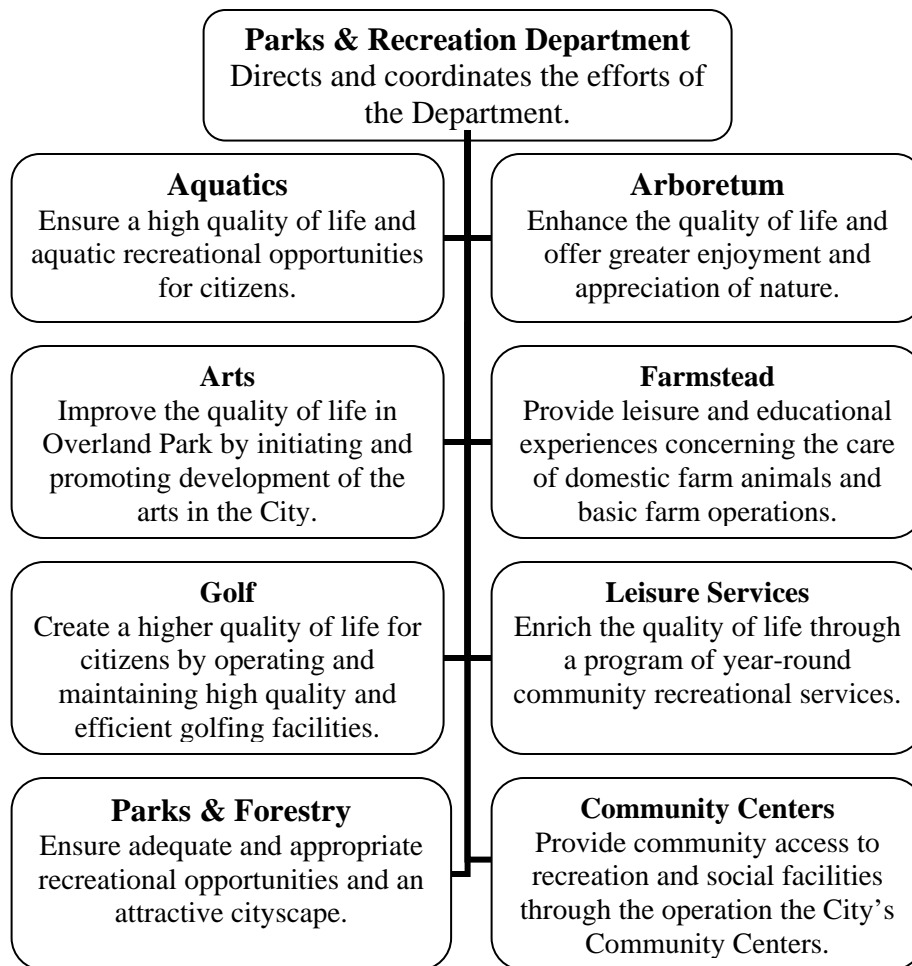 Parks & Recreation Department
Directs and coordinates the efforts of
the Department.
Aquatics
Ensure a high quality of life and
aquatic recreational opportunities
for citizens.
Arboretum
Enhance the quality of life and
offer greater enjoyment and
appreciation of nature.
Arts
Improve the quality of life in
Overland Park by initiating and
promoting development of the
arts in the City.
Farmstead
Provide leisure and educational
experiences concerning the care
of domestic farm animals and
basic farm operations.
Golf
Create a higher quality of life for
citizens by operating and
maintaining high quality and
efficient golfing facilities.
Leisure Services
Enrich the quality of life through
a program of year-round
community recreational services.
Parks & Forestry
Ensure adequate and appropriate
recreational opportunities and an
attractive cityscape.
Community Centers
Provide community access to
recreation and social facilities
through the operation the City’s
Community Centers.